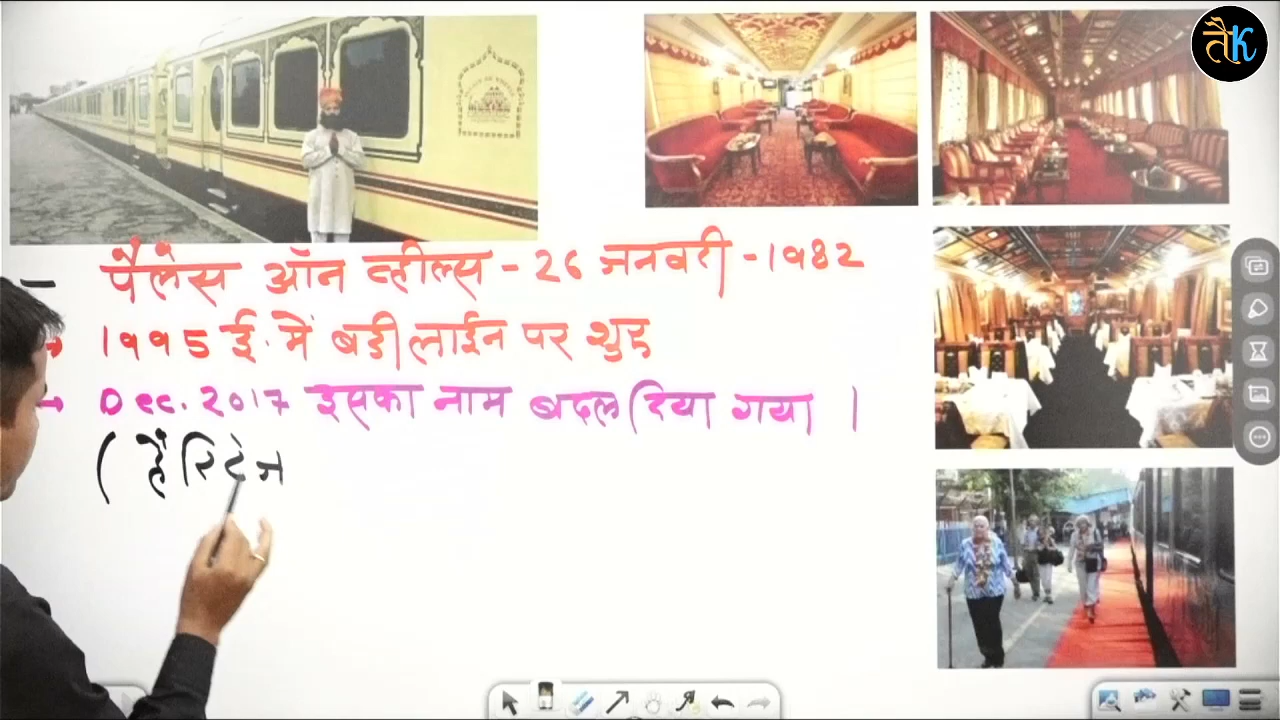 तैK
- पैलेस ऑन व्हील्स - 26 जनवरी - 1982
→ 1995 ई. में बडी लाईन पर शुरू
→ Dec. 2017 इसका नाम बदल दिया गया ।
( हैरिटेज